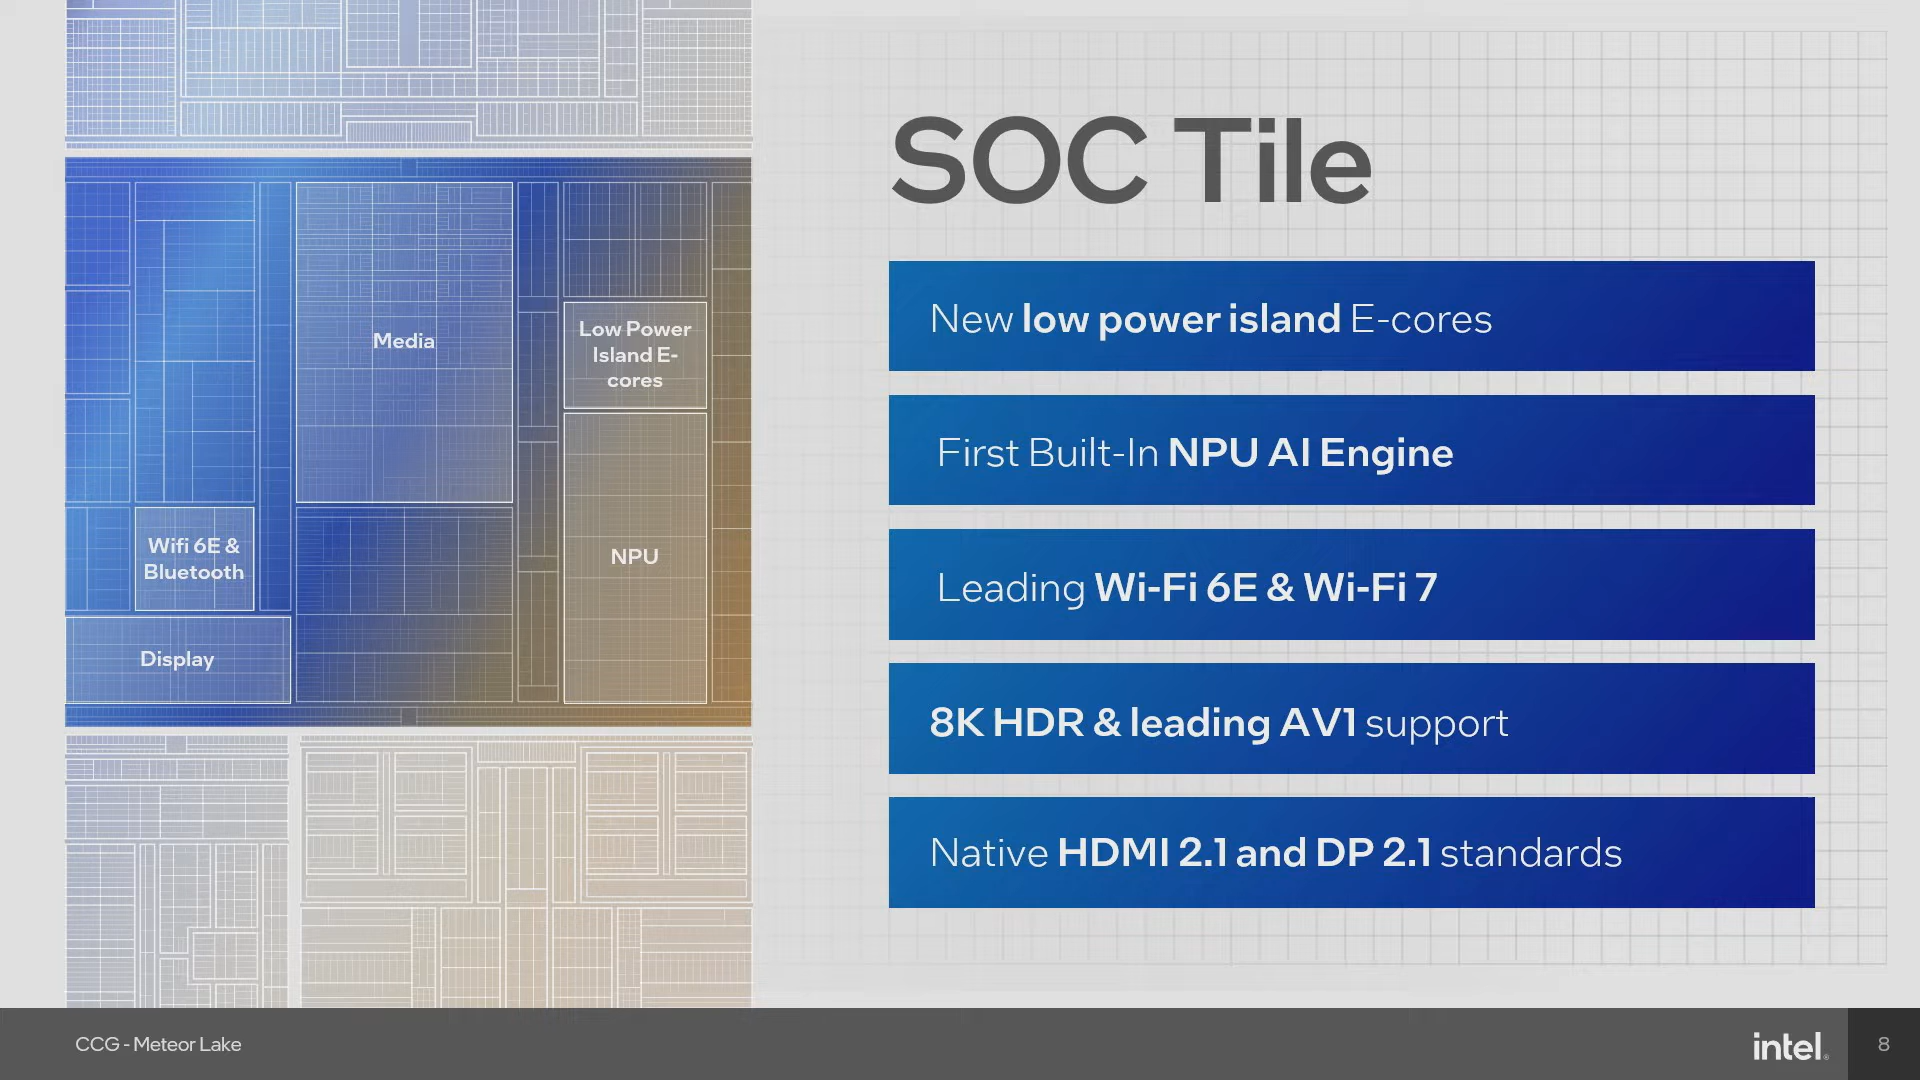 SOC Tile
Media
Low Power
Island E-
cores
Wifi 6E &
Bluetooth
NPU
Display
New low power island E-cores
First Built-In NPU AI Engine
Leading Wi-Fi 6E & Wi-Fi 7
8K HDR & leading AV1 support
Native HDMI 2.1 and DP 2.1 standards
CCG - Meteor Lake
intel®
8